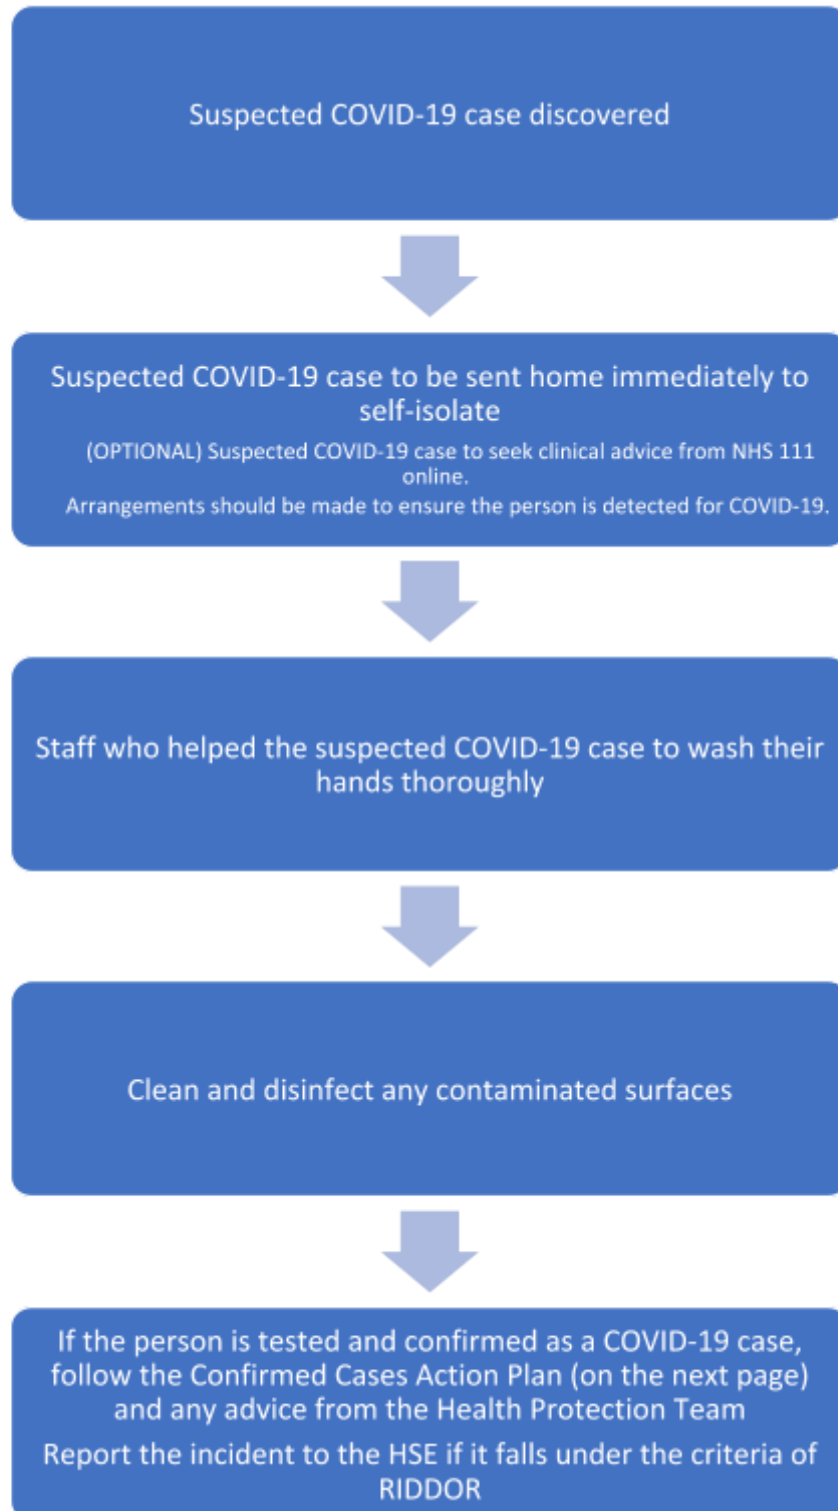 Suspected COVID-19 case discovered
Suspected COVID-19 case to be sent home immediately to
self-isolate
(OPTIONAL) Suspected COVID-19 case to seek clinical advice from NHS 111
online.
Arrangements should be made to ensure the person is detected for COVID-19.
Staff who helped the suspected COVID-19 case to wash their
hands thoroughly
Clean and disinfect any contaminated surfaces
If the person is tested and confirmed as a COVID-19 case,
follow the Confirmed Cases Action Plan (on the next page)
and any advice from the Health Protection Team
Report the incident to the HSE if it falls under the criteria of
RIDDOR